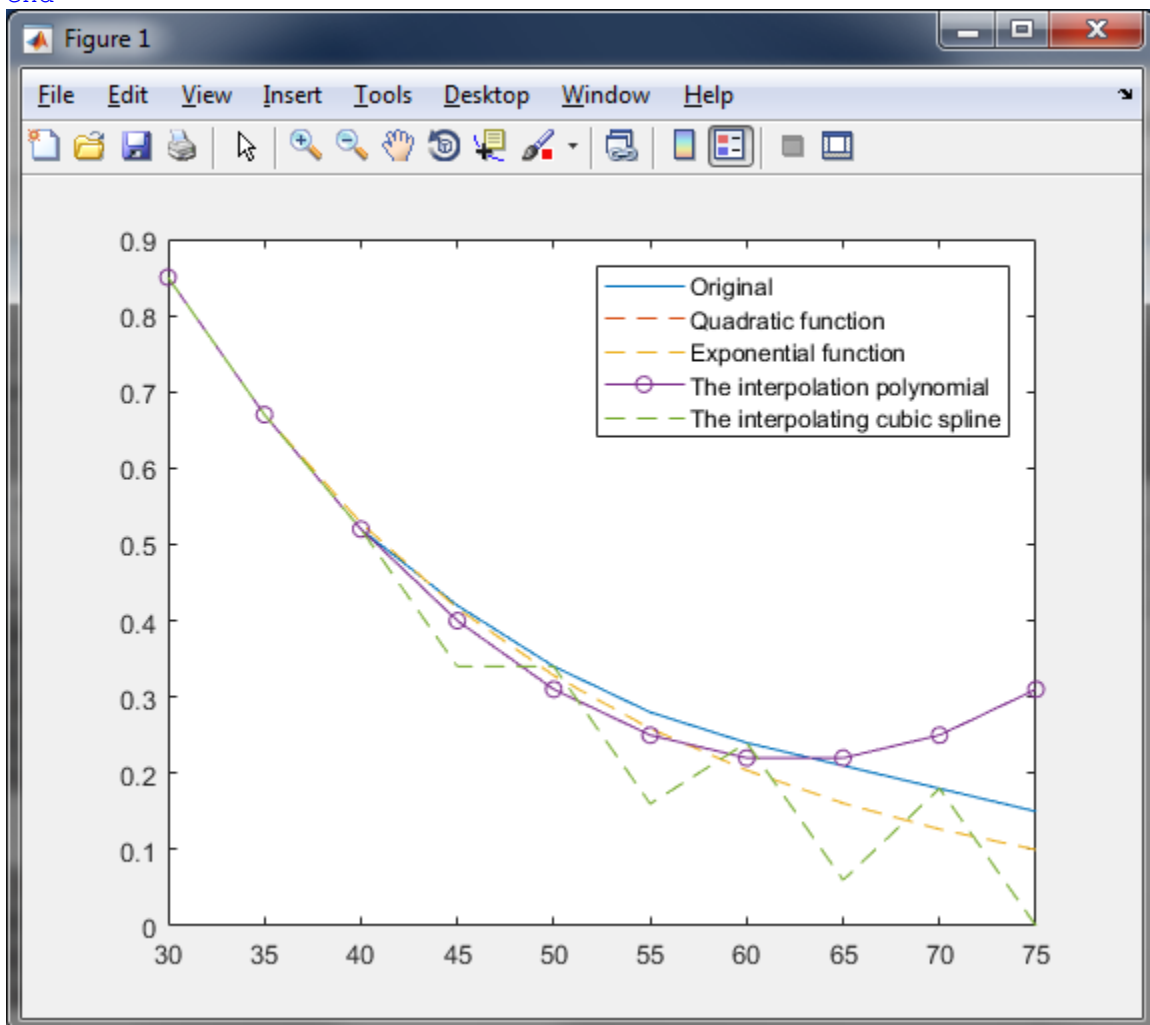 end
Figure 1
File Edit View Insert Tools Desktop Window Help
0.9
0.8
0.7
0.6
0.5
0.4
0.3
0.2
0.1
0
30 35 40 45 50 55 60 65 70 75
Original
Quadratic function
Exponential function
The interpolation polynomial
The interpolating cubic spline